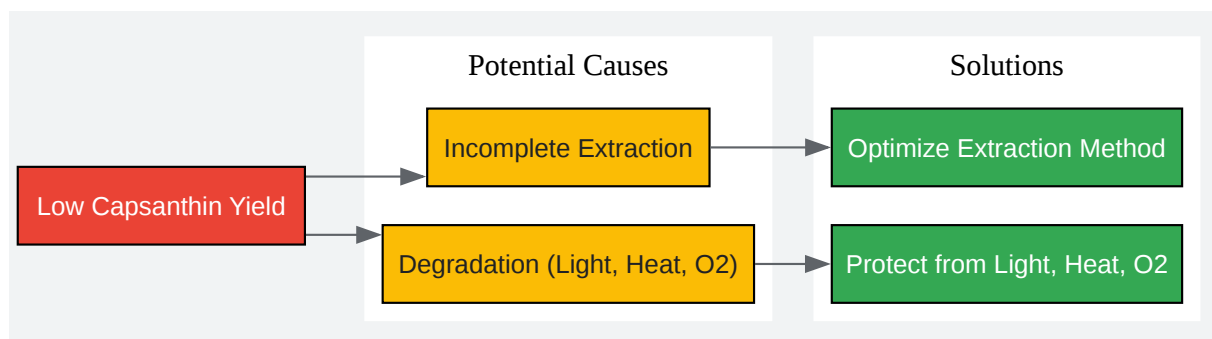 Potential Causes
Solutions
Incomplete Extraction
Optimize Extraction Method
Low Capsanthin Yield
Degradation (Light, Heat, O2)
Protect from Light, Heat, O2